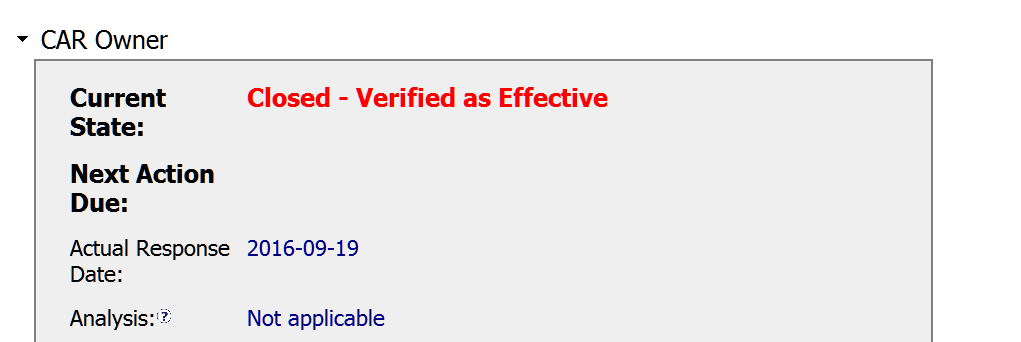 CAR Owner
Current State: Closed - Verified as Effective
Next Action Due:
Actual Response Date: 2016-09-19
Analysis: Not applicable